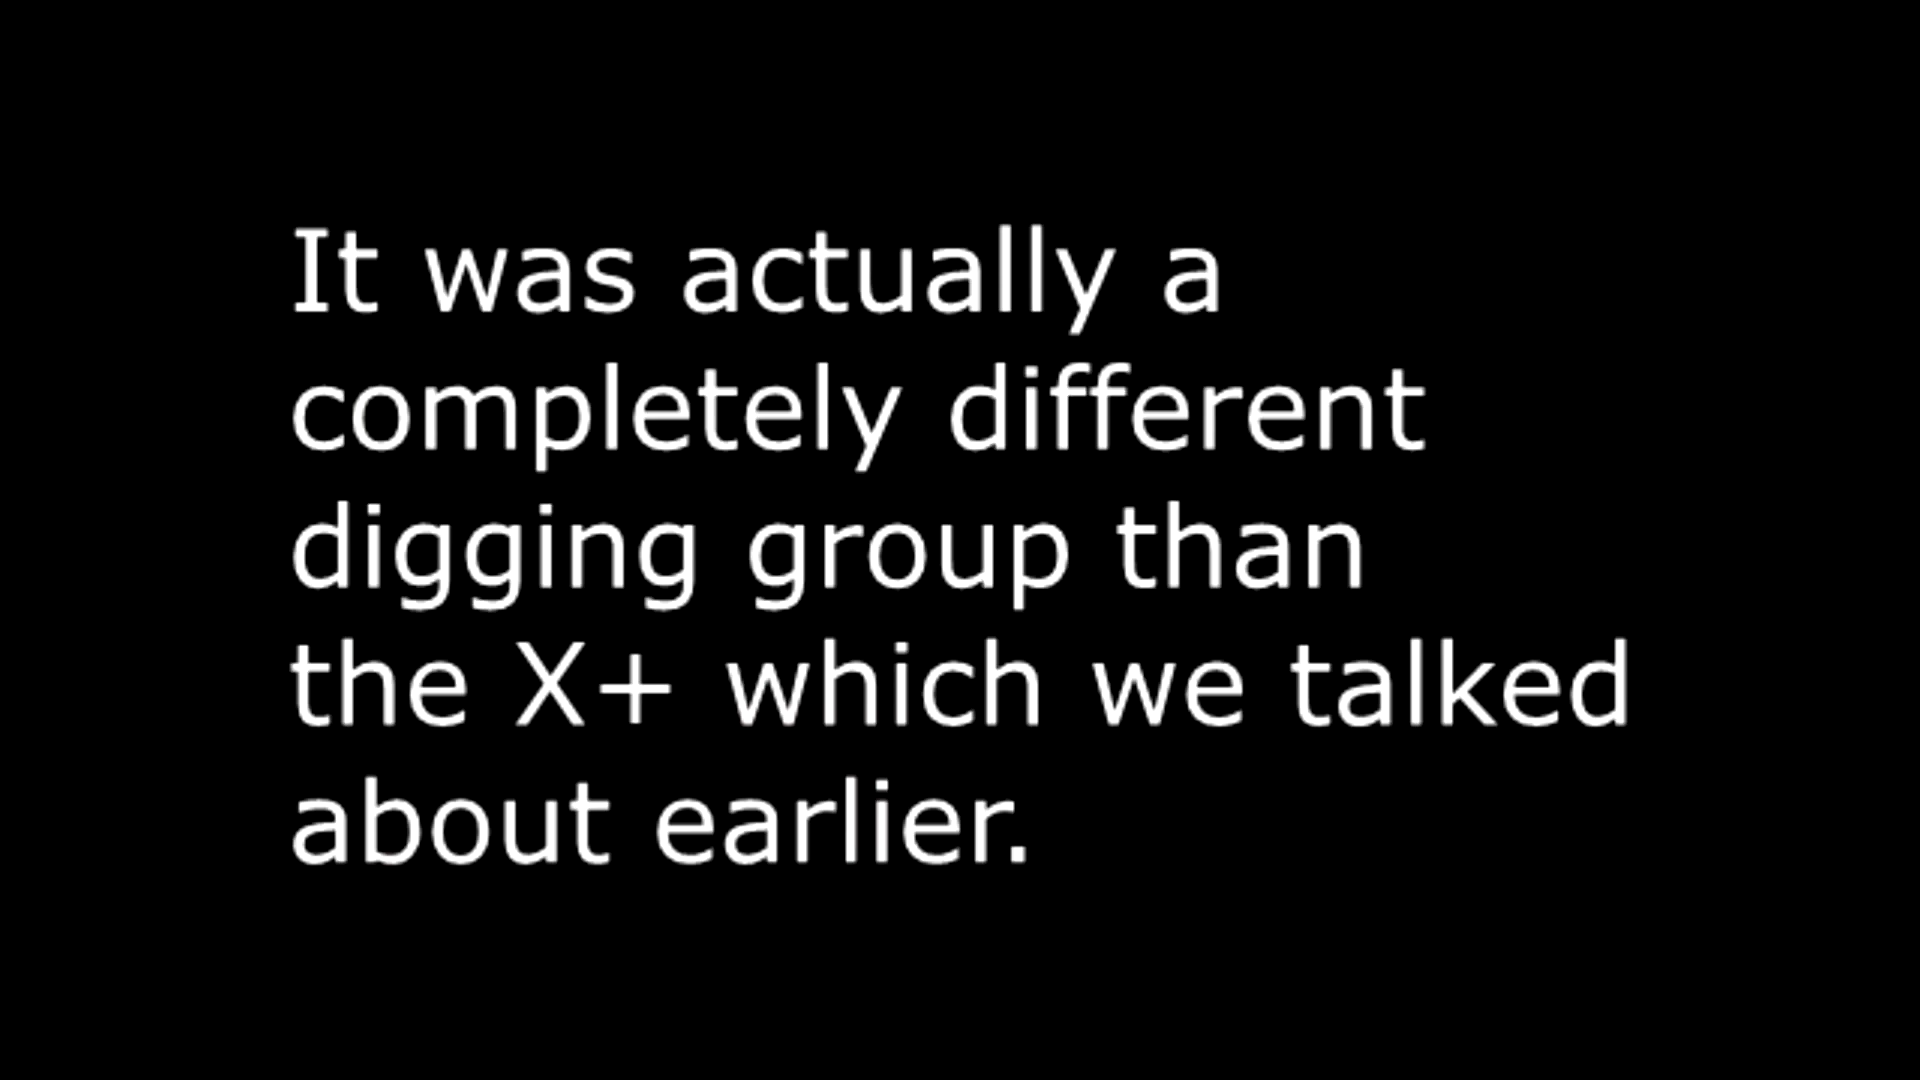 It was actually a
completely different
digging group than
the X+ which we talked
about earlier.